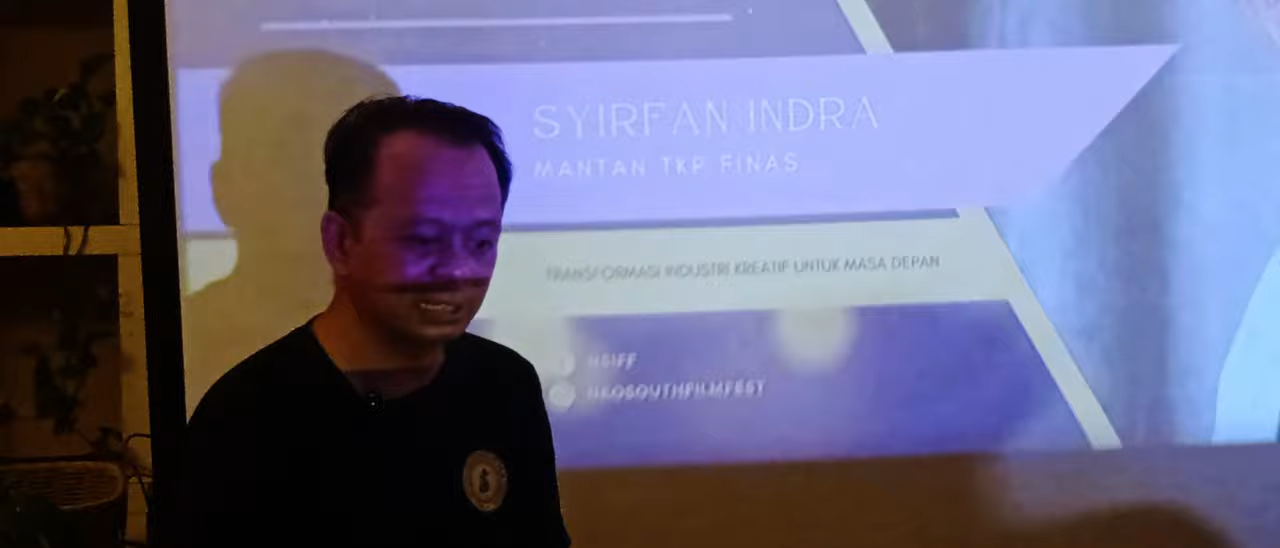 SYIRFAN INDRA
MANTAN TKP FINAS
TRANSFORMASI INDUSTRI KREATIF UNTUK MASA DEPAN
NSIFF
NEOSOUTHFILMFEST